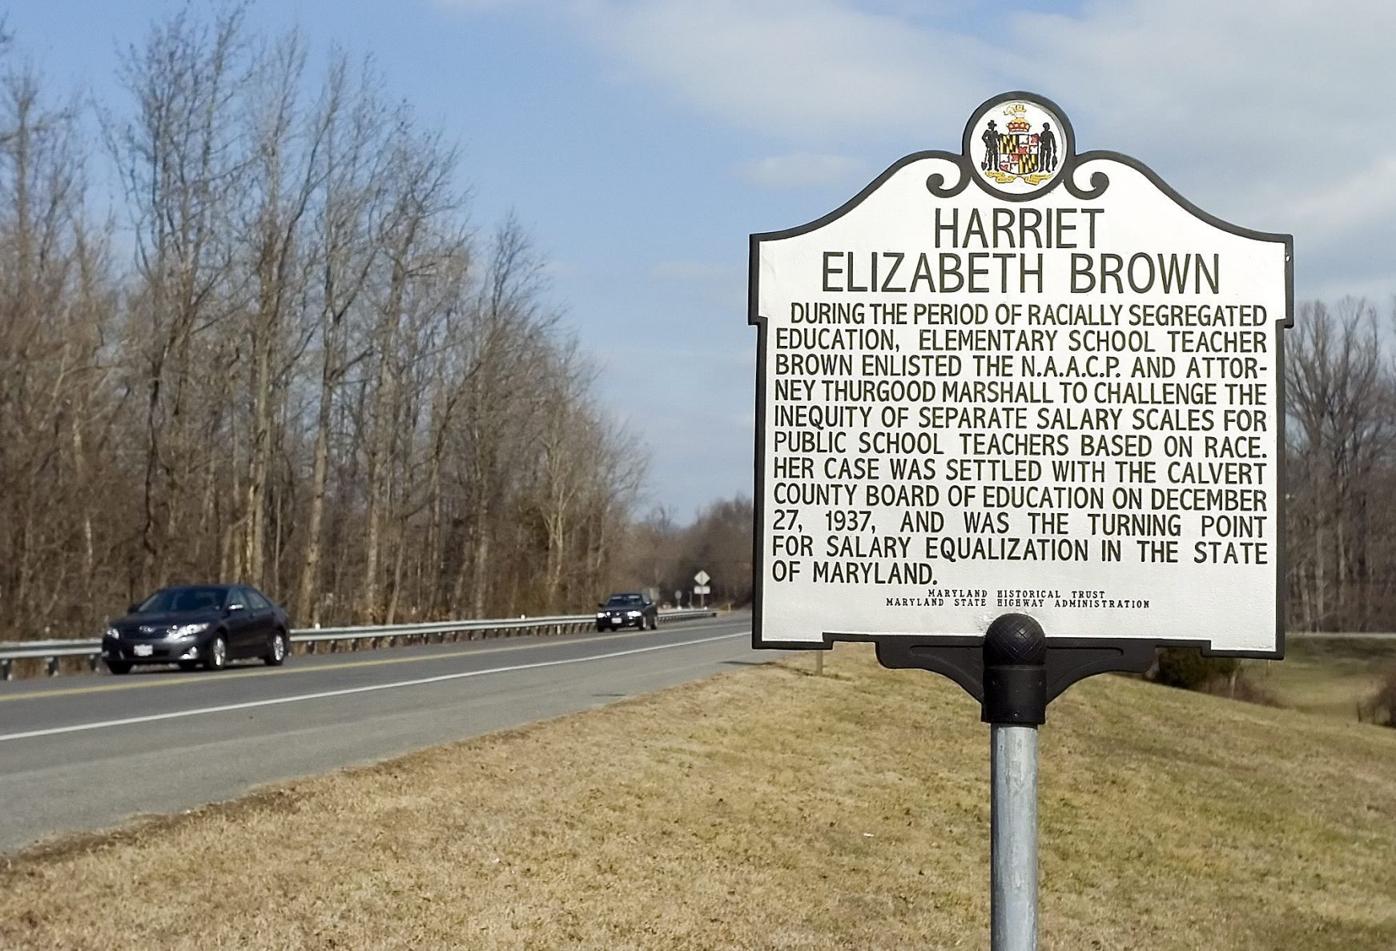 HARRIET
ELIZABETH BROWN
DURING THE PERIOD OF RACIALLY SEGREGATED
EDUCATION, ELEMENTARY SCHOOL TEACHER
BROWN ENLISTED THE N.A.A.C.P. AND ATTOR-
NEY THURGOOD MARSHALL TO CHALLENGE THE
INEQUITY OF SEPARATE SALARY SCALES FOR
PUBLIC SCHOOL TEACHERS BASED ON RACE.
HER CASE WAS SETTLED WITH THE CALVERT
COUNTY BOARD OF EDUCATION ON DECEMBER
27, 1937, AND WAS THE TURNING POINT
FOR SALARY EQUALIZATION IN THE STATE
OF MARYLAND.
MARYLAND HISTORICAL TRUST
MARYLAND STATE HIGHWAY ADMINISTRATION